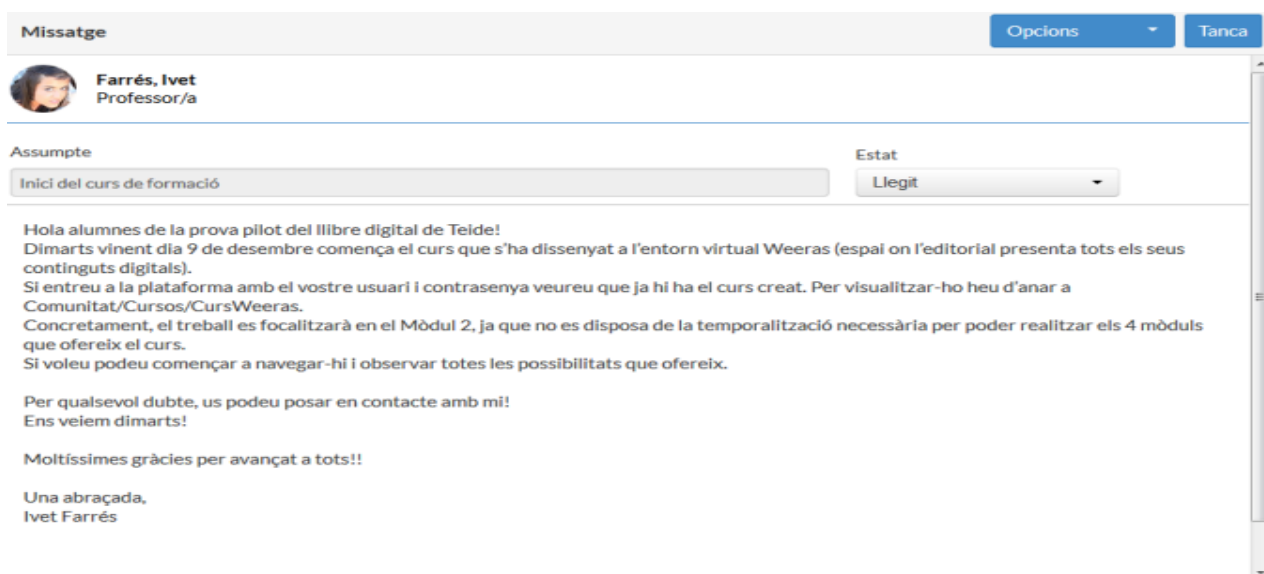 Missatge
Opcions
Tanca
Farrés, Ivet
Professor/a
Assumpte
Estat
Inici del curs de formació
Llegit
Hola alumnes de la prova pilot del llibre digital de Teide!
Dimarts vinent dia 9 de desembre comença el curs que s'ha dissenyat a l'entorn virtual Weeras (espai on l'editorial presenta tots els seus
continguts digitals).
Si entreu a la plataforma amb el vostre usuari i contrasenya veureu que ja hi ha el curs creat. Per visualitzar-ho heu d'anar a
Comunitat/Cursos/CursWeeras.
Concretament, el treball es focalitzarà en el Mòdul 2, ja que no es disposa de la temporalització necessària per poder realitzar els 4 mòduls
que ofereix el curs.
Si voleu podeu començar a navegar-hi i observar totes les possibilitats que ofereix.
Per qualsevol dubte, us podeu posar en contacte amb mi!
Ens veiem dimarts!
Moltíssimes gràcies per avançat a tots!!
Una abraçada,
Ivet Farrés